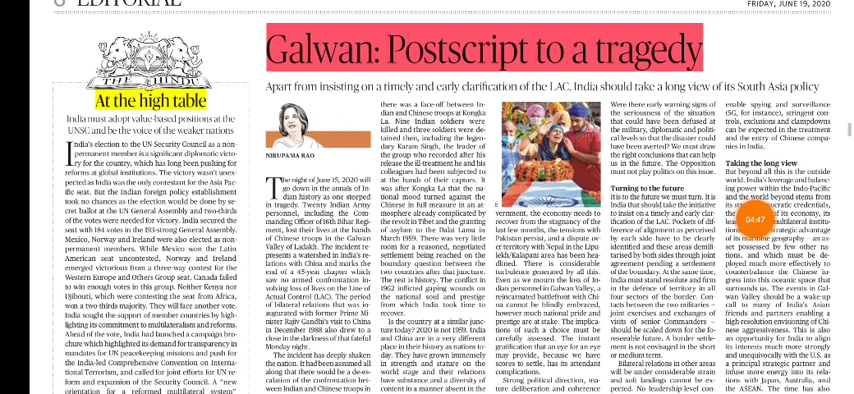 EDITORIAL
FRIDAY, JUNE 19, 2020
THE HINDU
At the high table
India must adopt value-based positions at the
UNSC and be the voice of the weaker nations
India's election to the UN Security Council as a non-
permanent member is a significant diplomatic victo-
ry for the country, which has long been pushing for
reforms at global institutions. The victory wasn't unex-
pected as India was the only contestant for the Asia Pac-
ific seat. But the Indian foreign policy establishment
took no chances as the election would be done by se-
cret ballot at the UN General Assembly and two-third
of the votes were needed for victory. India secured the
seat with 184 votes in the 193-strong General Assembly.
Mexico, Norway and Ireland were also elected as non-
permanent members. While Mexico won the Latin
American seat uncontested, Norway and Ireland
emerged victorious from a three-way contest for the
Western Europe and Others Group seat. Canada failed
to win enough votes in this group. Neither Kenya nor
Djibouti, which were contesting the seat from Africa,
won a two-thirds majority. They will face another vote.
India sought the support of member countries by high-
lighting its commitment to multilateralism and reforms.
Ahead of the vote, India had launched a campaign bro-
chure which highlighted its demand for transparency in
mandates for UN peacekeeping missions and push for
the India-led Comprehensive Convention on Interna-
tional Terrorism, and called for joint efforts for UN re-
form and expansion of the Security Council. A "new
orientation for a reformed multilateral system"
Galwan: Postscript to a tragedy
Apart from insisting on a timely and early clarification of the LAC, India should take a long view of its South Asia policy
NIRUPAMA RAO
The night of June 15, 2020 will
go down in the annals of In-
dian history as one steeped
in tragedy. Twenty Indian Army
personnel, including the Com-
manding Officer of 16th Bihar Regi-
ment, lost their lives at the hands
of Chinese troops in the Galwan
Valley of Ladakh. The incident re-
presents a watershed in India's re-
lations with China and marks the
end of a 45-year chapter which
saw no armed confrontation in-
volving loss of lives on the Line of
Actual Control (LAC). The period
of bilateral relations that was in-
augurated with former Prime Mi-
nister Rajiv Gandhi's visit to China
in December 1988 also drew to a
close in the darkness of that fateful
Monday night.
The incident has deeply shaken
the nation. It had been assumed all
along that there would be a de-es-
calation of the confrontation bet-
ween Indian and Chinese troops in
there was a face-off between In-
dian and Chinese troops at Kongka
La. Nine Indian soldiers were
killed and three soldiers were de-
tained then, including the legen-
dary Karam Singh, the leader of
the group who recorded after his
release the ill-treatment he and his
colleagues had been subjected to
at the hands of their captors. It
was after Kongka La that the na-
tional mood turned against the
Chinese in full measure in an at-
mosphere already complicated by
the revolt in Tibet and the granting
of asylum to the Dalai Lama in
March 1959. There was very little
room for a reasoned, negotiated
settlement being reached on the
boundary question between the
two countries after that juncture.
The rest is history. The conflict in
1962 inflicted gaping wounds on
the national soul and prestige
from which India took time to
recover.
Is the country at a similar junc-
ture today? 2020 is not 1959. India
and China are in a very different
place in their history as nations to-
day. They have grown immensely
in strength and stature on the
world stage and their relations
have substance and a diversity of
content in a manner absent in the
vernment, the economy needs to
recover from the stagnancy of the
last few months, the tensions with
Pakistan persist, and a dispute ov-
er territory with Nepal in the Lipu-
lekh/Kalapani area has been hea-
dlined. There is considerable
turbulence generated by all this.
Even as we mourn the loss of In-
dian personnel in Galwan Valley, a
reincarnated battlefront with Chi-
na cannot be blindly embraced,
however much national pride and
prestige are at stake. The implica-
tions of such a choice must be
carefully assessed. The instant
gratification that an eye for an eye
may provide, because we have
scores to settle, has its attendant
complications.
Strong political direction, ma-
ture deliberation and coherence
Were there early warning signs of
the seriousness of the situation
that could have been defused at
the military, diplomatic and politi-
cal levels so that the disaster could
have been averted? We must draw
the right conclusions that can help
us in the future. The Opposition
must not play politics on this issue.
Turning to the future
It is to the future we must turn. It is
India that should take the initiative
to insist on a timely and early clar-
ification of the LAC. Pockets of dif-
ference of alignment as perceived
by each side have to be clearly
identified and these areas demili-
tarised by both sides through joint
agreement pending a settlement
of the boundary. At the same time,
India must stand resolute and firm
in the defence of territory in all
four sectors of the border. Con-
tacts between the two militaries –
joint exercises and exchanges of
visits of senior Commanders –
should be scaled down for the fo-
reseeable future. A border settle-
ment is not envisaged in the short
or medium term.
Bilateral relations in other areas
will be under considerable strain
and soft landings cannot be ex-
pected. No leadership-level con-
enable spying and surveillance
(5G, for instance), stringent con-
trols, exclusions and clampdowns
can be expected in the treatment
and the entry of Chinese compa-
nies in India.
Taking the long view
But beyond all this is the outside
world. India's leverage and balanc-
ing power within the Indo Pacific
and the world beyond stems from
its democratic credentials,
of its economy, its
multilateral institu-
tions strategic advantage
of its geography – an as-
set possessed by few other na-
tions, and which must be de-
ployed much more effectively to
counterbalance the Chinese in-
gress into this oceanic space that
surrounds us. The events in Gal-
wan Valley should be a wake up
call to many of India's Asian
friends and partners enabling a
high-resolution envisioning of Chi-
nese aggressiveness. This is also
an opportunity for India to align
its interests much more strongly
and unequivocally with the U.S. as
a principal strategic partner and
infuse more energy into its rela-
tions with Japan, Australia, and
the ASEAN. The time has also
04:47